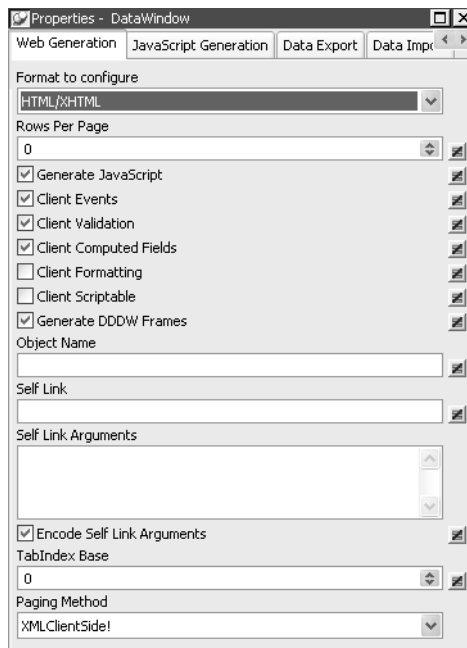 Properties - DataWindow
Web Generation JavaScript Generation Data Export Data Impo
Format to configure
HTML/XHTML
Rows Per Page
0
Generate JavaScript
Client Events
Client Validation
Client Computed Fields
Client Formatting
Client Scriptable
Generate DDDW Frames
Object Name
Self Link
Self Link Arguments
Encode Self Link Arguments
TabIndex Base
0
Paging Method
XMLClientSide!